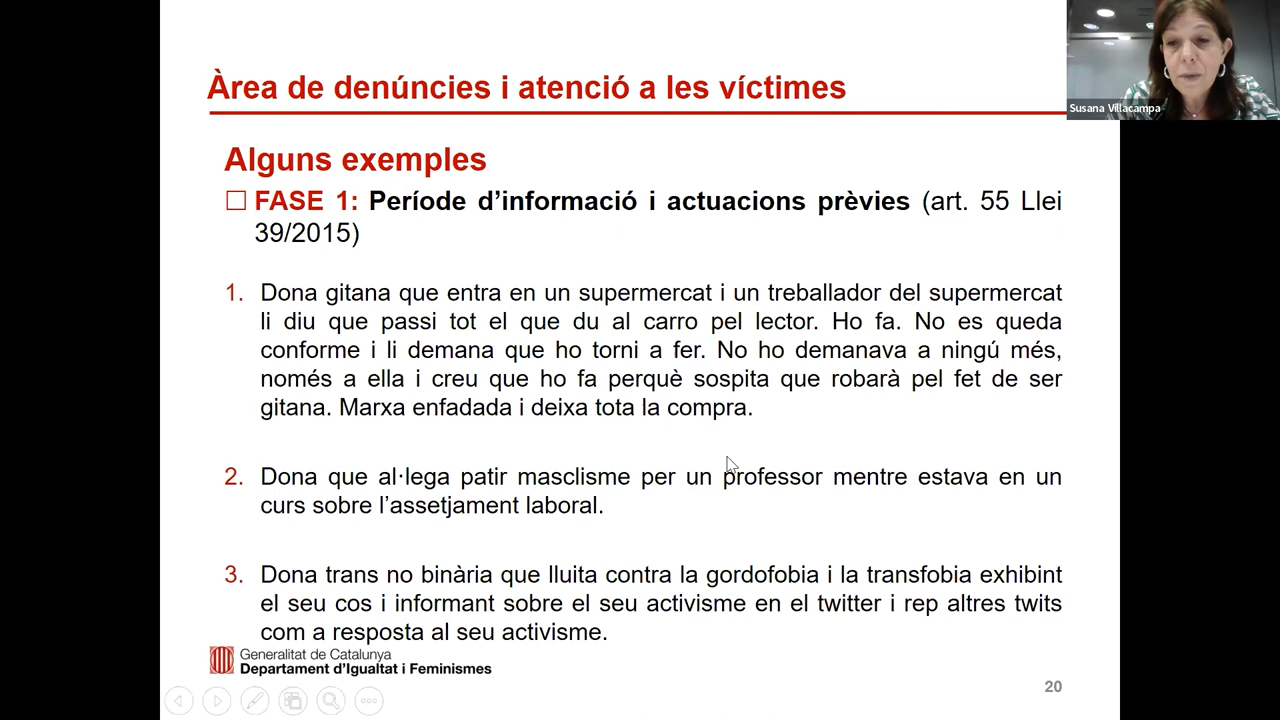 Àrea de denúncies i atenció a les víctimes
Susana Villacampa
Alguns exemples
☐ FASE 1: Període d’informació i actuacions prèvies (art. 55 Llei
39/2015)
1. Dona gitana que entra en un supermercat i un treballador del supermercat
li diu que passi tot el que du al carro pel lector. Ho fa. No es queda
conforme i li demana que ho torni a fer. No ho demanava a ningú més,
només a ella i creu que ho fa perquè sospita que robarà pel fet de ser
gitana. Marxa enfadada i deixa tota la compra.
2. Dona que al·lega patir masclisme per un professor mentre estava en un
curs sobre l’assetjament laboral.
3. Dona trans no binària que lluita contra la gordofobia i la transfobia exhibint
el seu cos i informant sobre el seu activisme en el twitter i rep altres twits
com a resposta al seu activisme.
Generalitat de Catalunya
Departament d’Igualtat i Feminismes
20